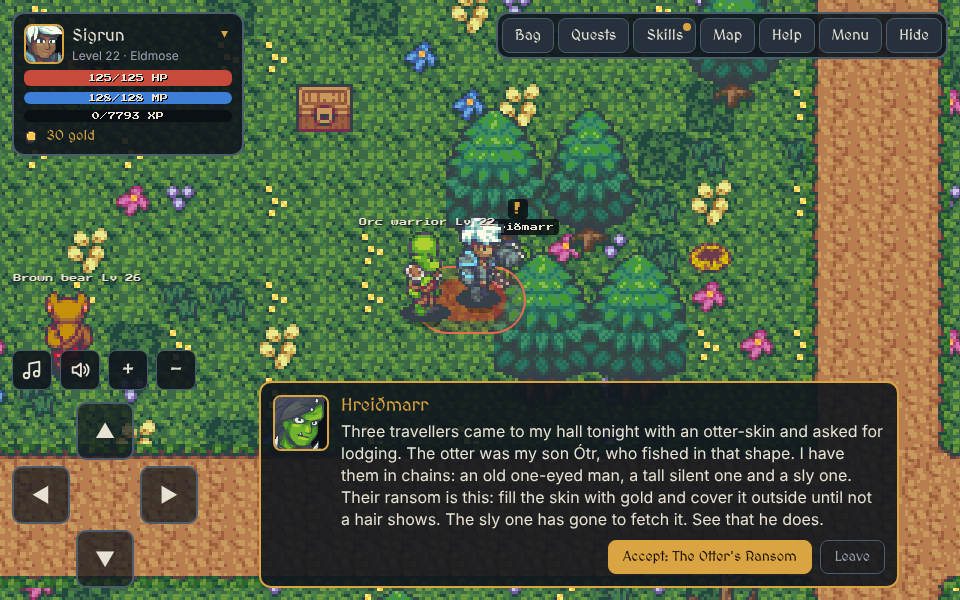 Sigrun
Level 22 · Eldmose
125/125 HP
128/128 MP
0/7793 XP
30 gold
Bag Quests Skills Map Help Menu Hide
!
Orc warrior Lv 22
iðmarr
Brown bear Lv 26
Hreiðmarr
Three travellers came to my hall tonight with an otter-skin and asked for
lodging. The otter was my son Ótr, who fished in that shape. I have
them in chains: an old one-eyed man, a tall silent one and a sly one.
Their ransom is this: fill the skin with gold and cover it outside until not
a hair shows. The sly one has gone to fetch it. See that he does.
Accept: The Otter's Ransom Leave